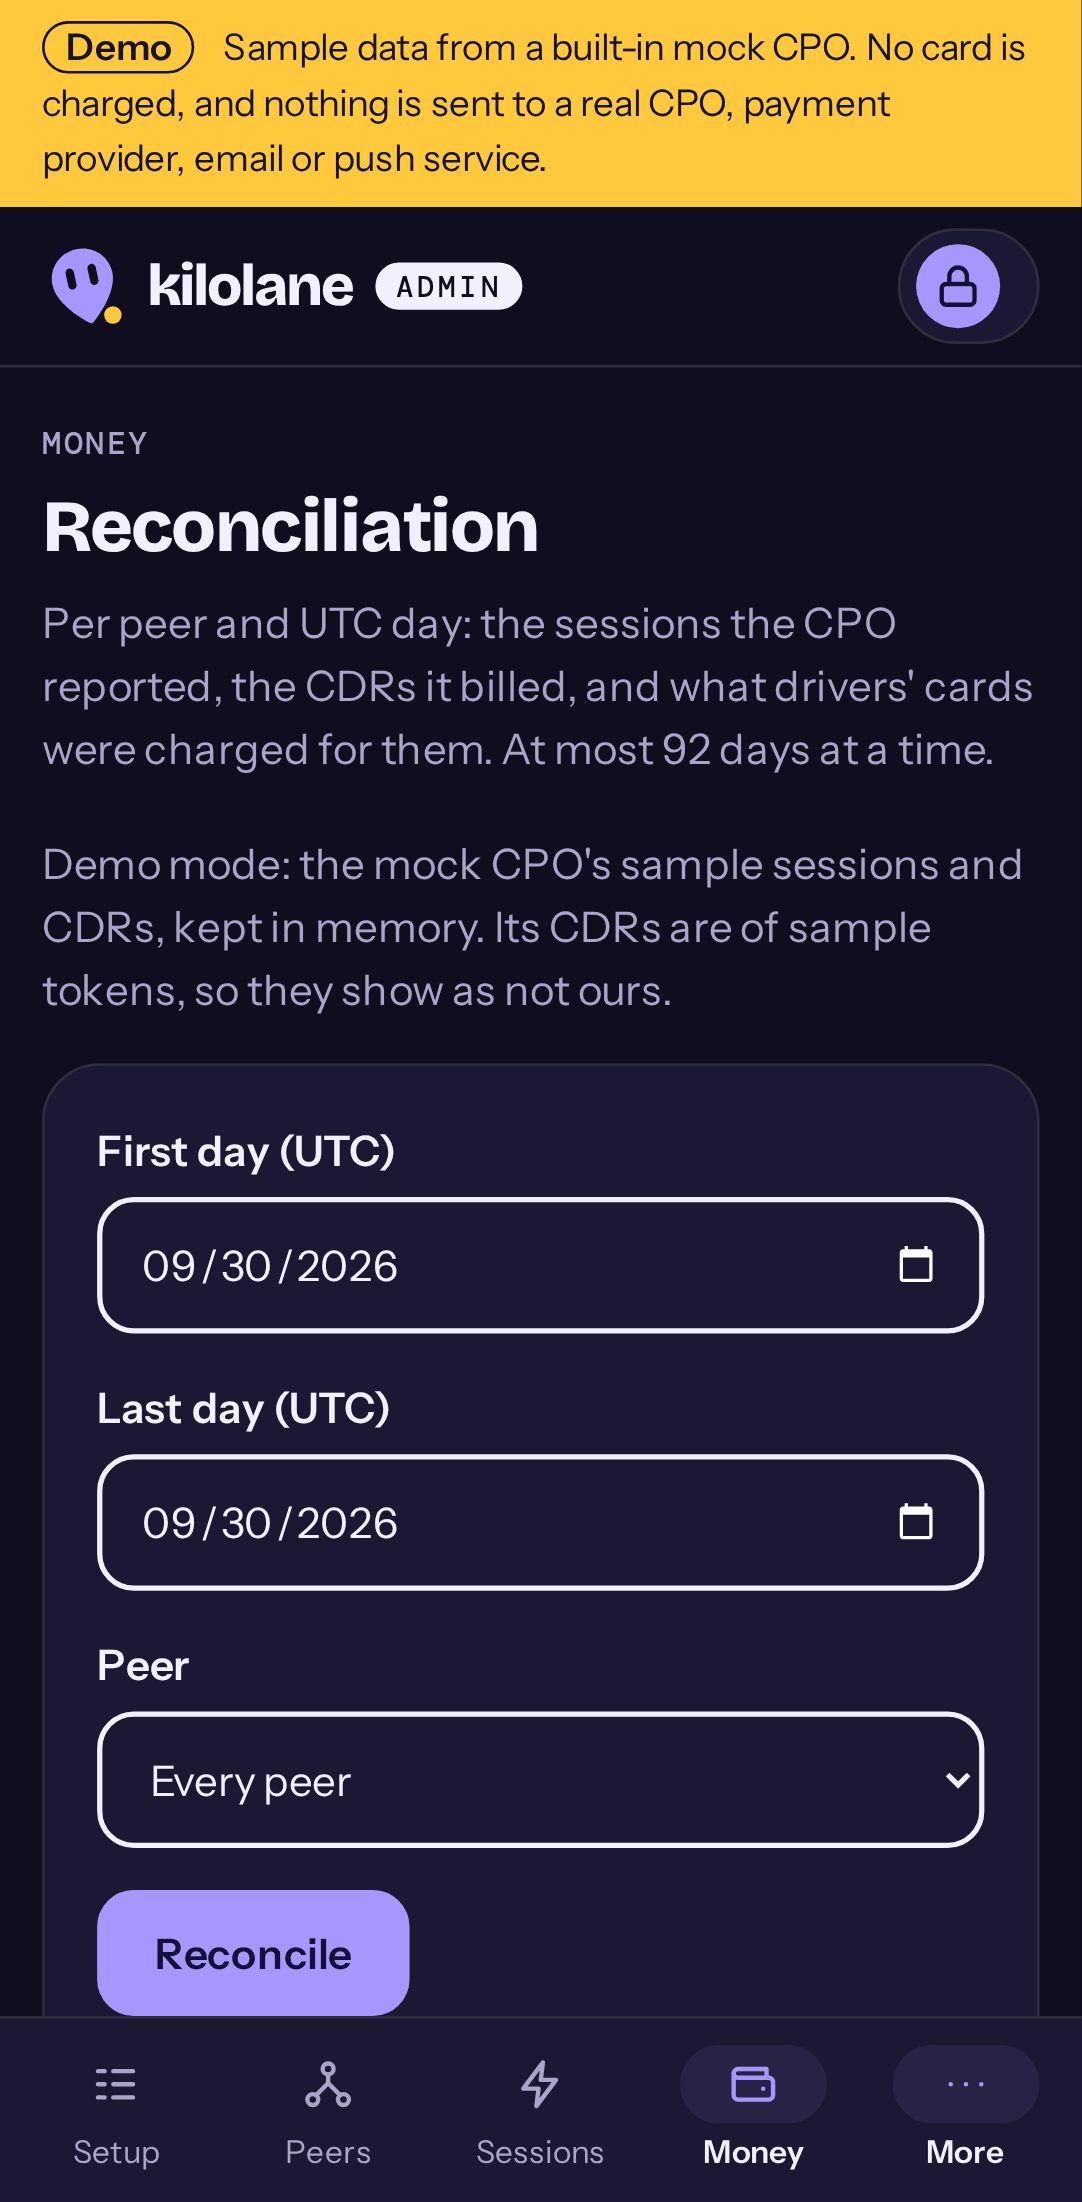 Demo Sample data from a built-in mock CPO. No card is
charged, and nothing is sent to a real CPO, payment
provider, email or push service.
kilolane ADMIN
MONEY
Reconciliation
Per peer and UTC day: the sessions the CPO
reported, the CDRs it billed, and what drivers' cards
were charged for them. At most 92 days at a time.
Demo mode: the mock CPO's sample sessions and
CDRs, kept in memory. Its CDRs are of sample
tokens, so they show as not ours.
First day (UTC)
09/30/2026
Last day (UTC)
09/30/2026
Peer
Every peer
Reconcile
Setup Peers Sessions Money More